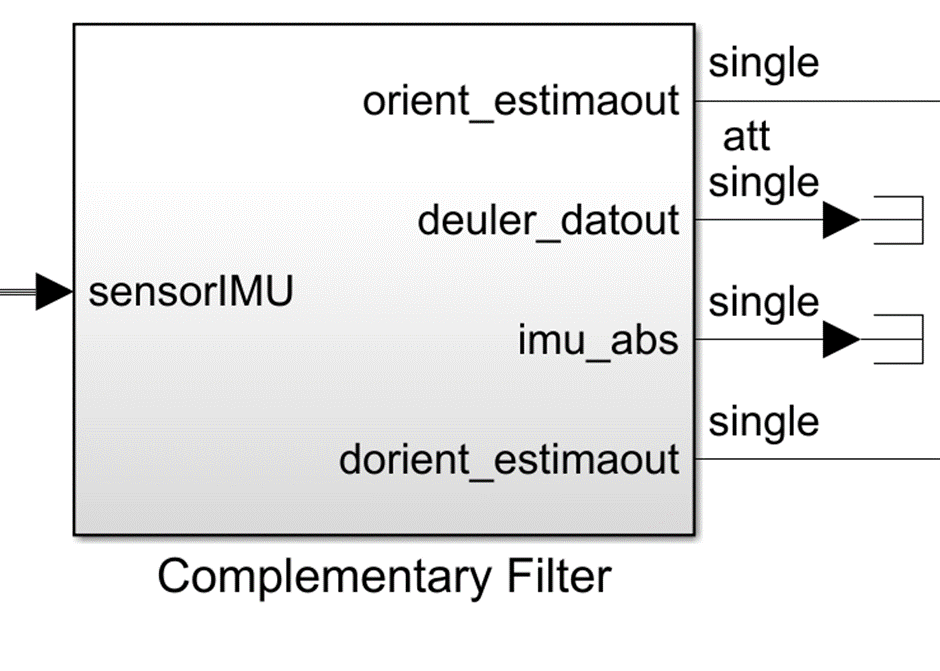 single
orient_estimaout
att
single
deuler_datout
sensorIMU
single
imu_abs
single
dorient_estimaout
Complementary Filter